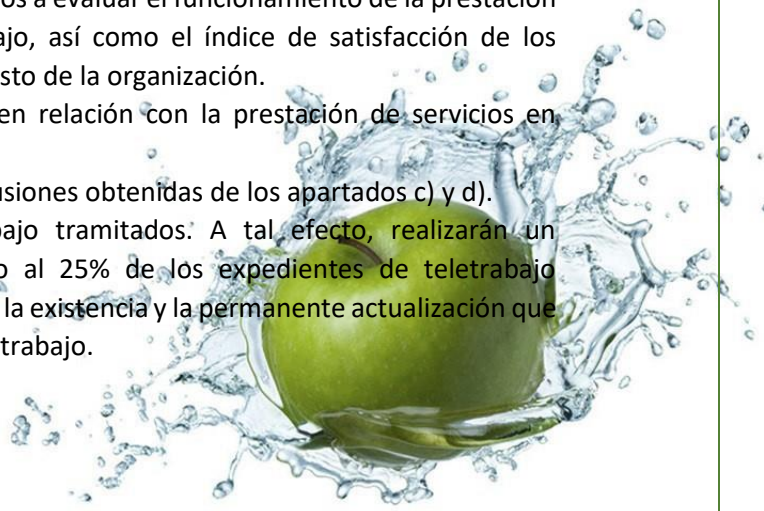 os a evaluar el funcionamiento de la prestación
ajo, así como el índice de satisfacción de los
sto de la organización.
en relación con la prestación de servicios en
usiones obtenidas de los apartados c) y d).
bajo tramitados. A tal efecto, realizarán un
o al 25% de los expedientes de teletrabajo
la existencia y la permanente actualización que
trabajo.